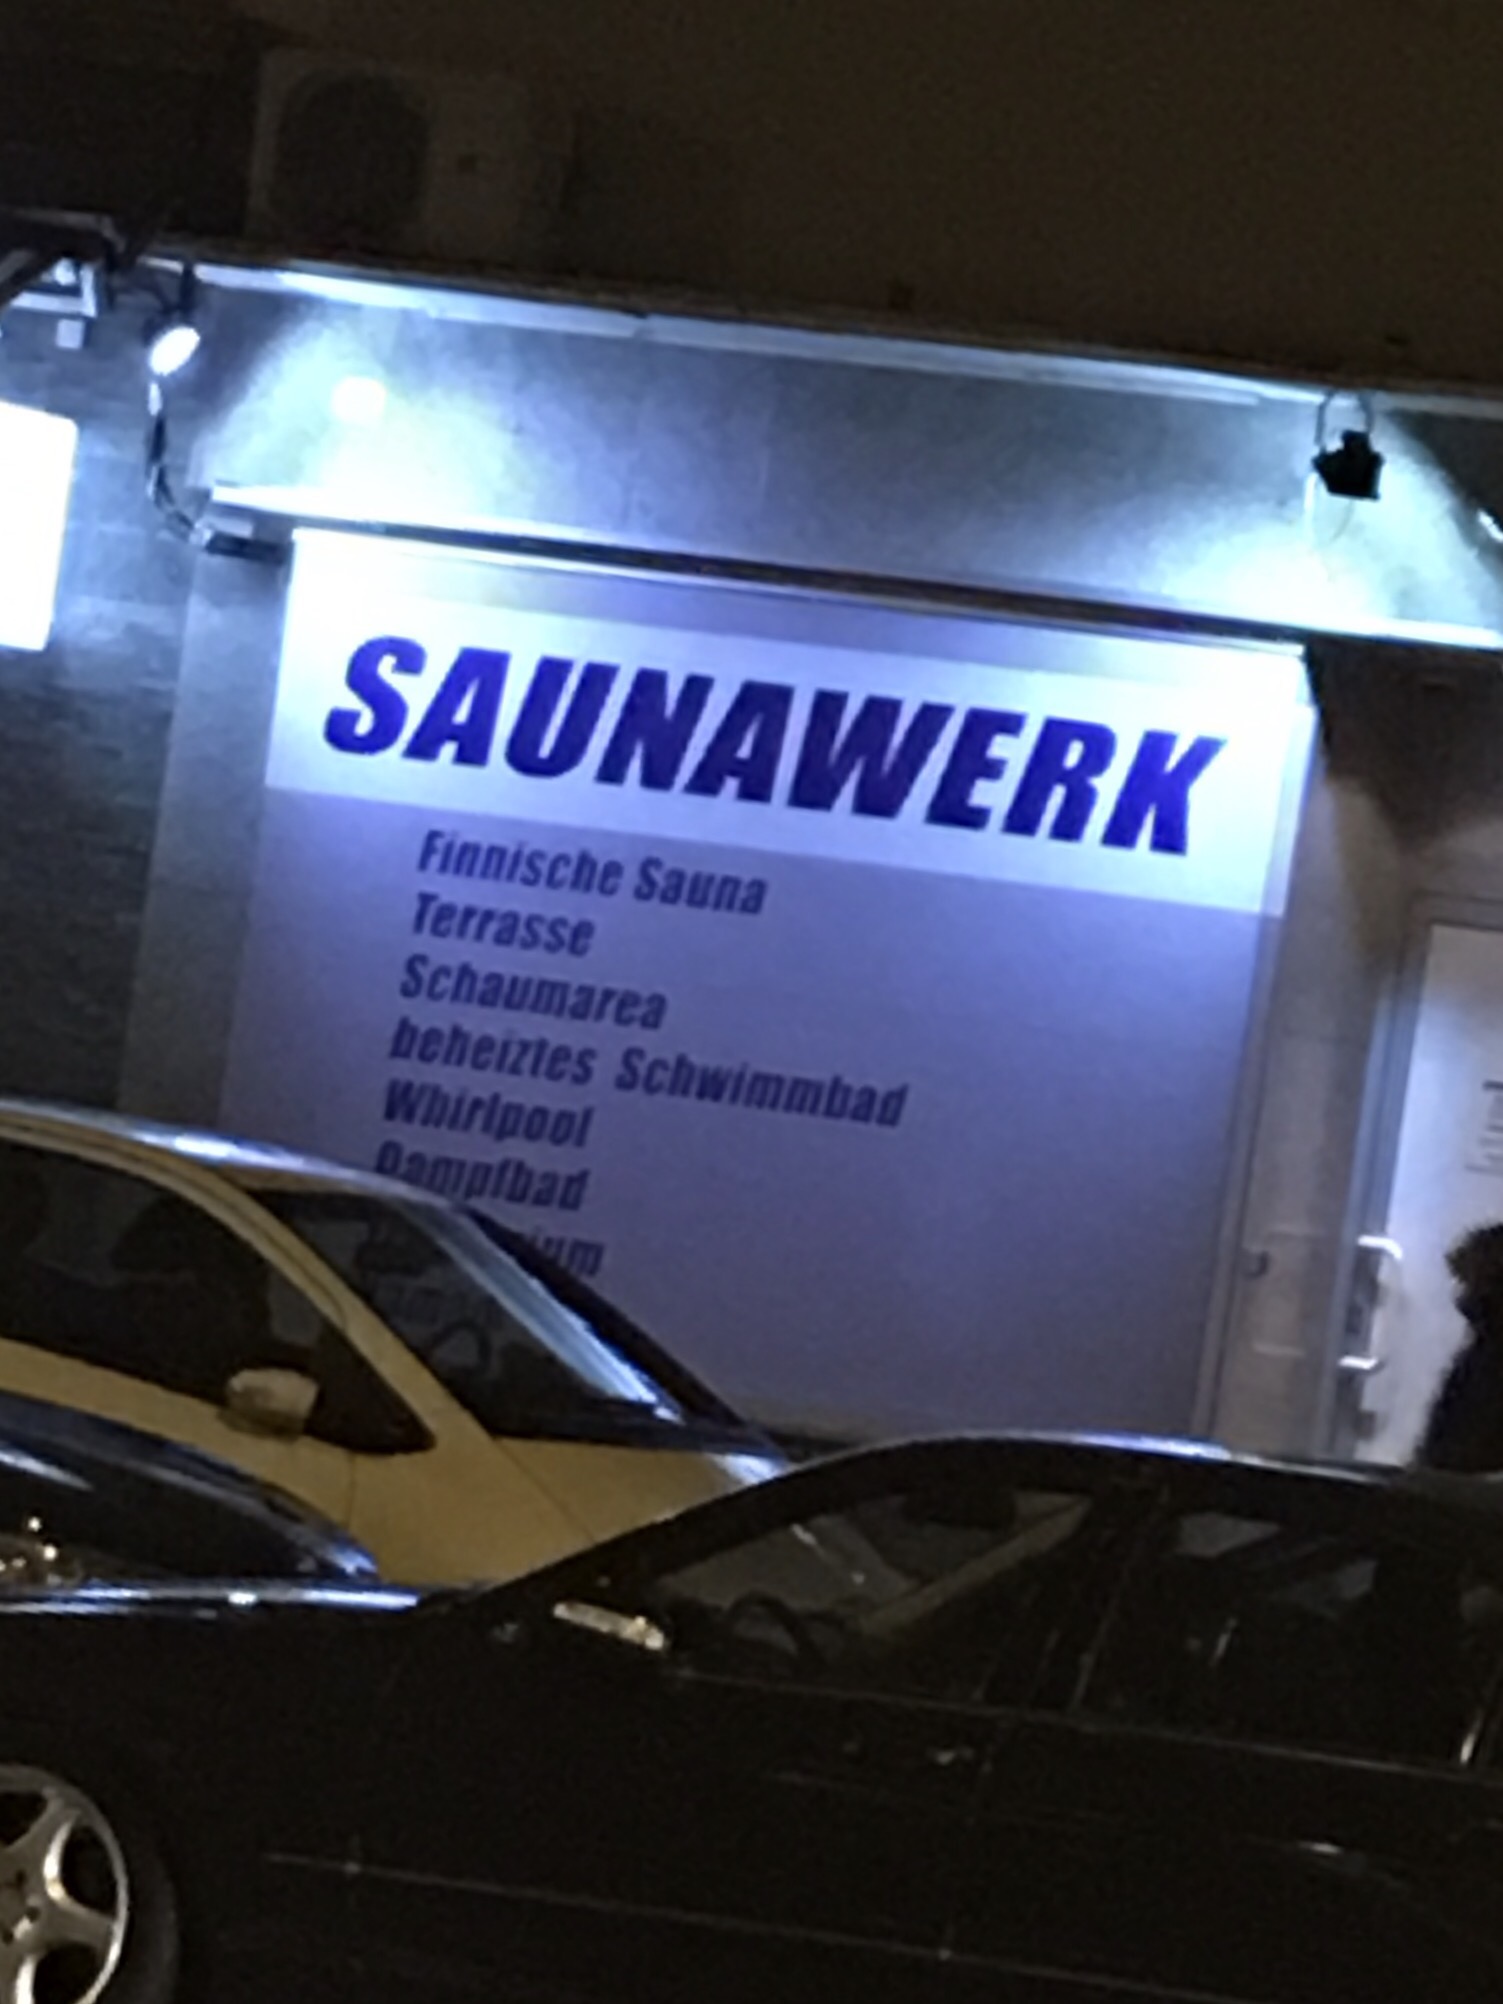 SAUNAWERK
Finnische Sauna
Terrasse
Schaumarea
beheiztes Schwimmbad
Whirlpool
Dampfbad